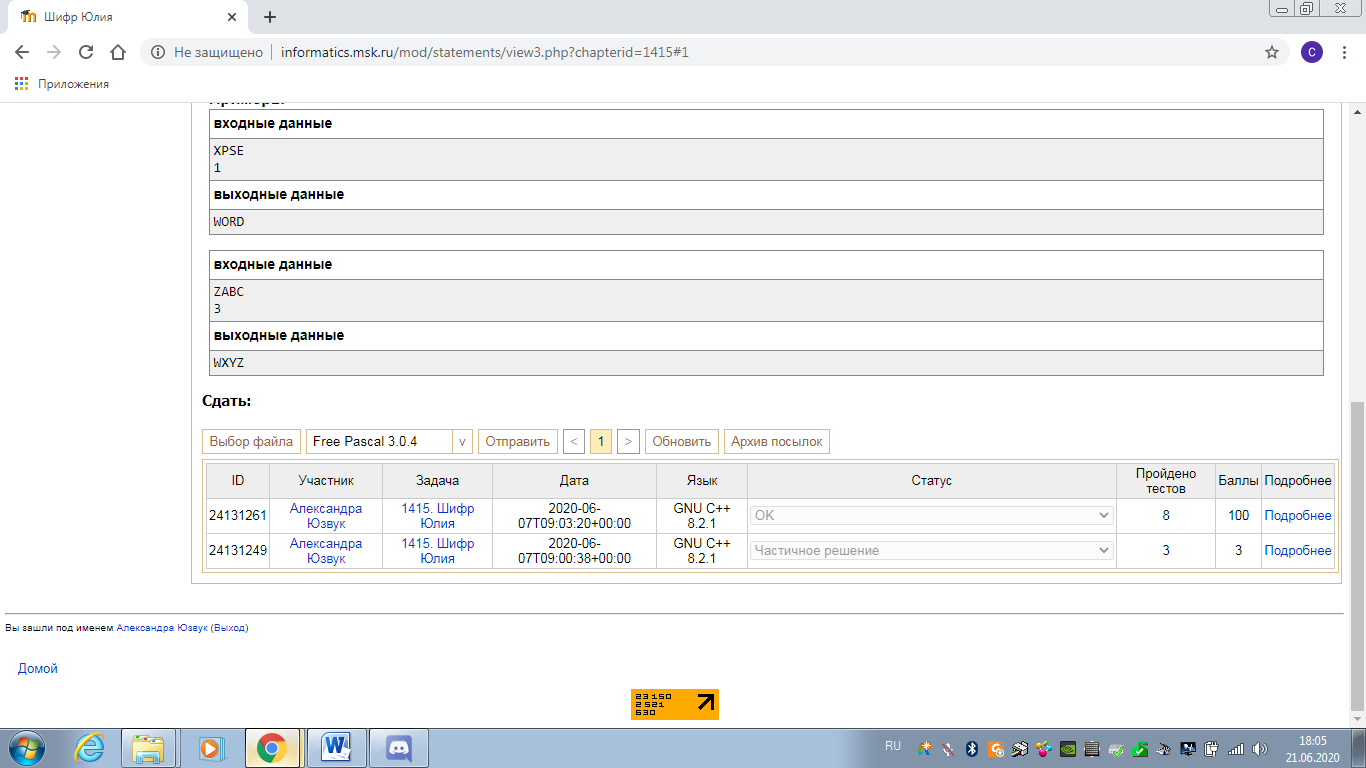 Шифр Юлия
Не защищено
informatics.msk.ru/mod/statements/view3.php?chapterid=1415#1
С
Приложения
входные данные
XPSE
1
выходные данные
WORD
входные данные
ZABC
3
выходные данные
WXYZ
Сдать:
Выбор файла Free Pascal 3.0.4 v Отправить < 1 > Обновить Архив посылок
ID Участник Задача Дата Язык Статус Пройдено тестов Баллы Подробнее
24131261 Александра Юзвук 1415. Шифр Юлия 2020-06-07T09:03:20+00:00 GNU C++ 8.2.1 OK 8 100 Подробнее
24131249 Александра Юзвук 1415. Шифр Юлия 2020-06-07T09:00:38+00:00 GNU C++ 8.2.1 Частичное решение 3 3 Подробнее
Вы зашли под именем Александра Юзвук (Выход)
Домой
23 150
2 521
630
RU
18:05
21.06.2020